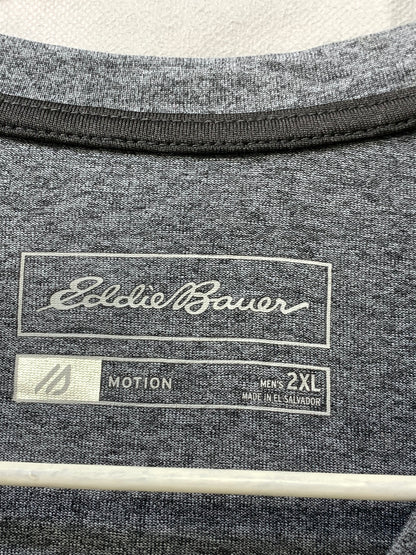 Eddie Bauer
MOTION
MEN'S 2XL
MADE IN EL SALVADOR